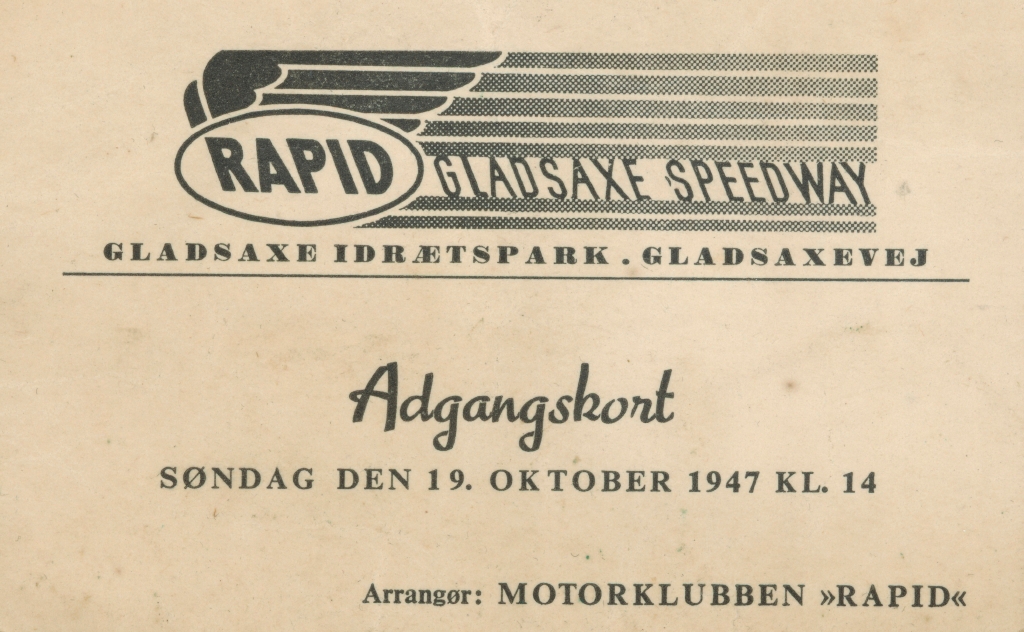 RAPID GLADSAXE SPEEDWAY
GLADSAXE IDRÆTSPARK . GLADSAXEVEJ
Adgangskort
SØNDAG DEN 19. OKTOBER 1947 KL. 14
Arrangør: MOTORKLUBBEN »RAPID«